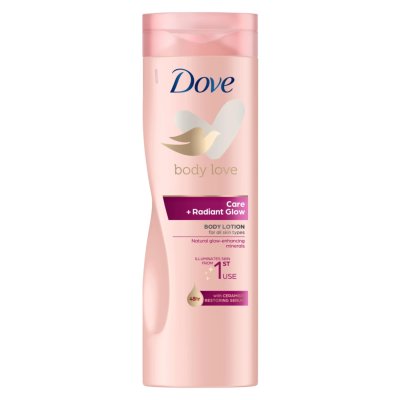 Dove
body love
Care
+ Radiant Glow
BODY LOTION
for all skin types
Natural glow-enhancing
minerals
ILLUMINATES SKIN
FROM 1ST
USE
48hr
with CERAMIDE
RESTORING SERUM